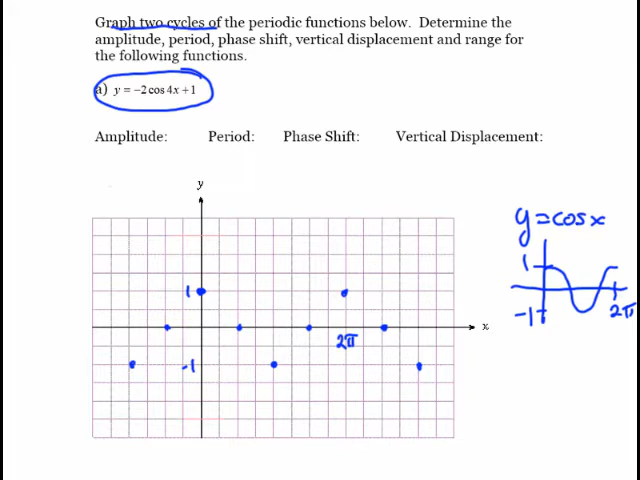 Graph two cycles of the periodic functions below. Determine the
amplitude, period, phase shift, vertical displacement and range for
the following functions.
a) y = −2 cos 4x + 1
Amplitude: Period: Phase Shift: Vertical Displacement:
y
1
x
2π
-1
y = cos x
1
-1
2π